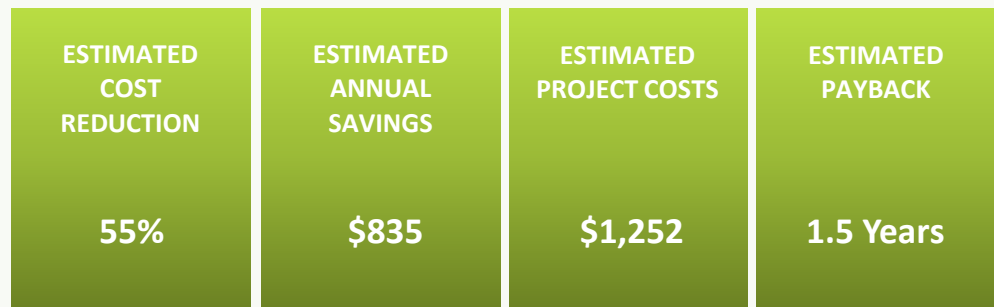 ESTIMATED
COST
REDUCTION
55%
ESTIMATED
ANNUAL
SAVINGS
$835
ESTIMATED
PROJECT COSTS
$1,252
ESTIMATED
PAYBACK
1.5 Years